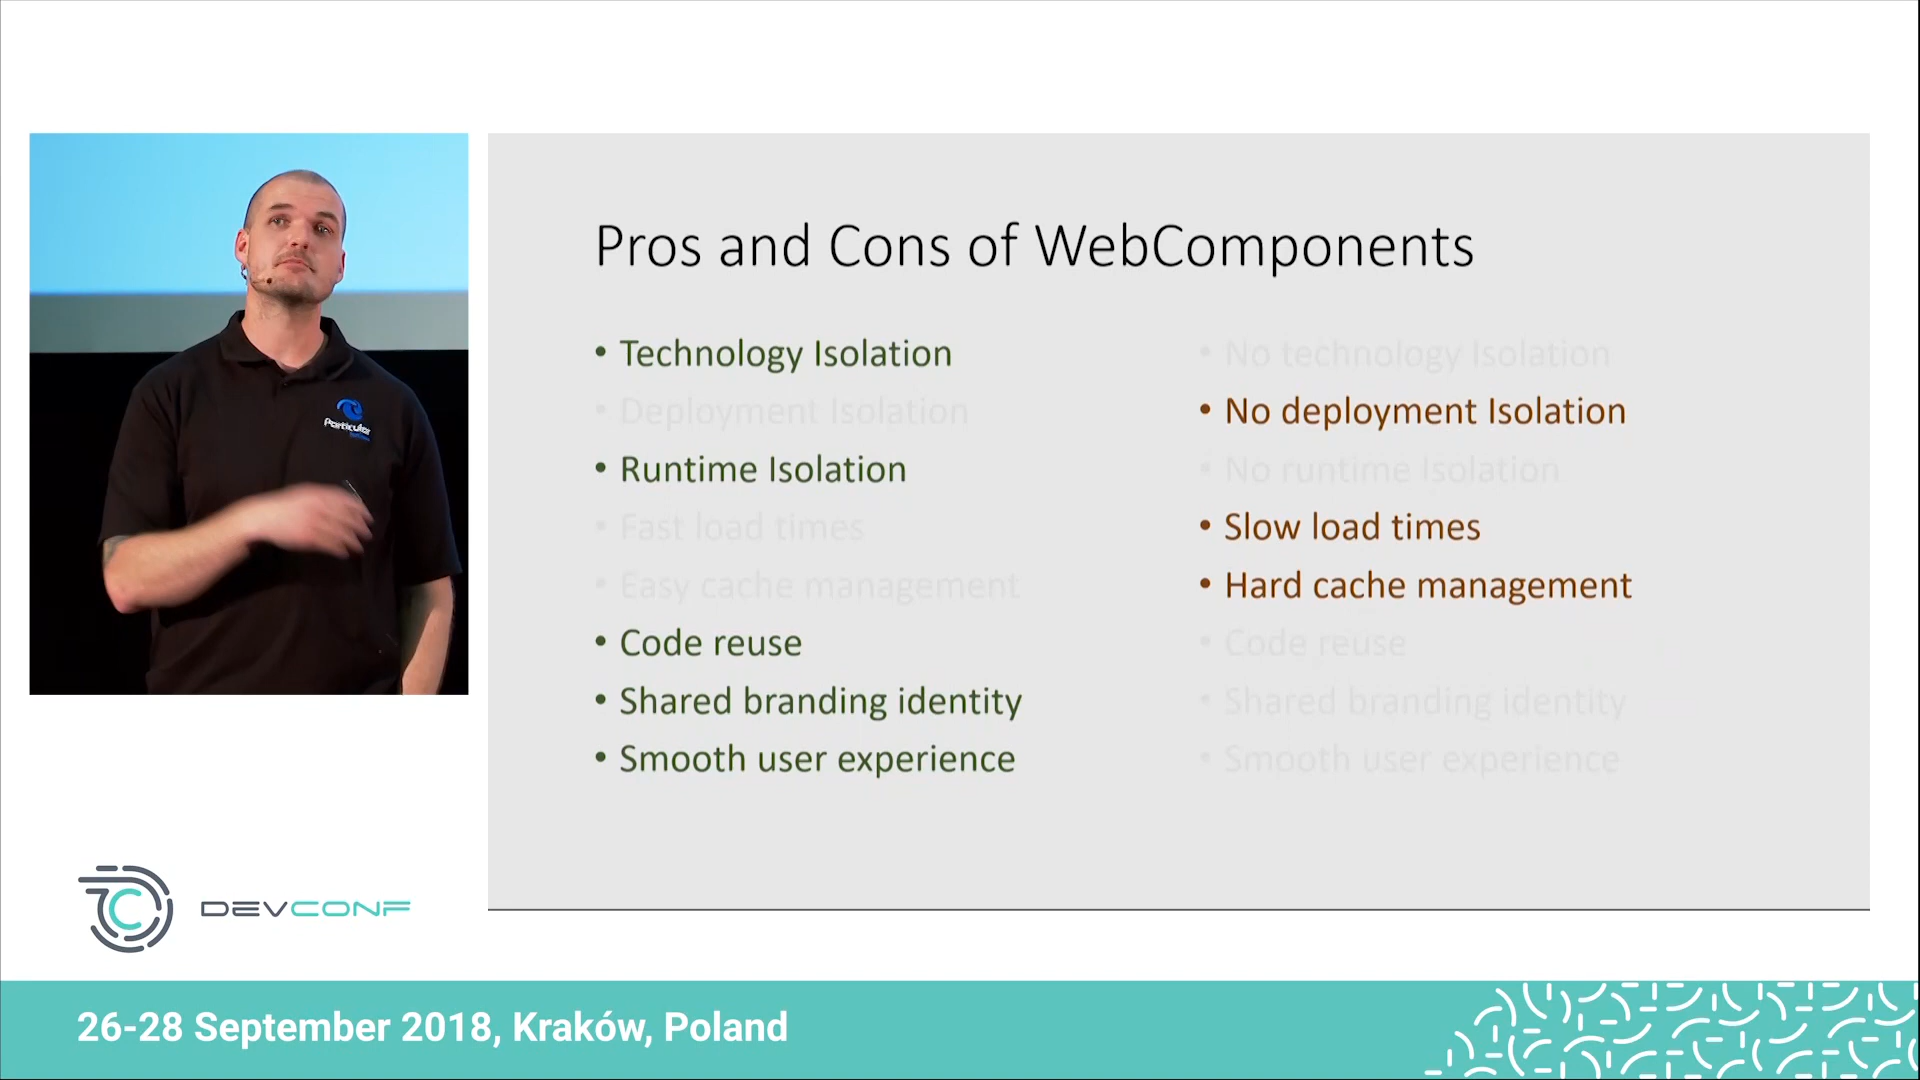 Pros and Cons of WebComponents
• Technology Isolation
• Deployment Isolation
• Runtime Isolation
• Fast load times
• Easy cache management
• Code reuse
• Shared branding identity
• Smooth user experience
• No technology Isolation
• No deployment Isolation
• No runtime Isolation
• Slow load times
• Hard cache management
• Code reuse
• Shared branding identity
• Smooth user experience
Particular
DEVCONF
26-28 September 2018, Kraków, Poland